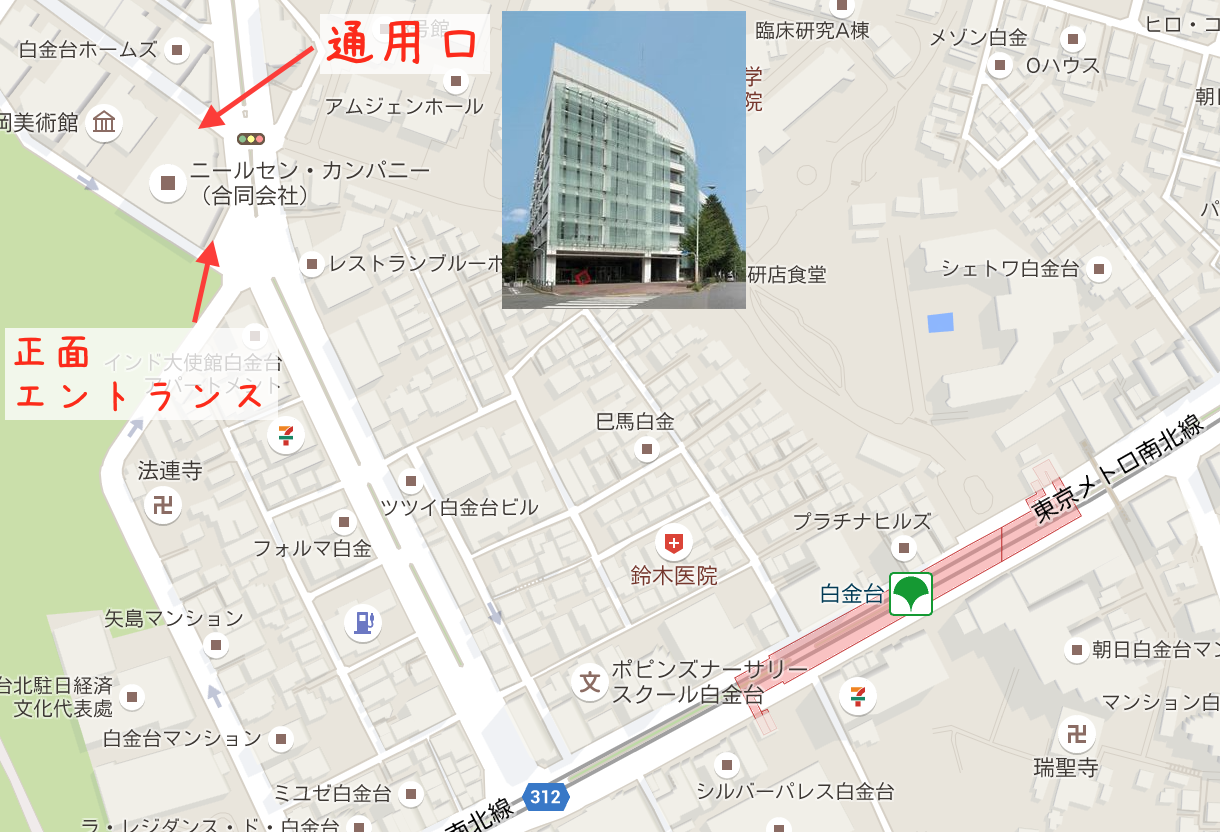 号館
通用口
臨床研究A棟
メゾン白金
ヒロ・コ
白金台ホームズ
Oハウス
学
院
アムジェンホール
朝日
岡美術館
ニールセン・カンパニー
(合同会社)
パ
レストランブルーホ
研店食堂
シェトワ白金台
正面
エントランス
インド大使館白金台
アパートメント
巳馬白金
東京メトロ南北線
法連寺
ツツイ白金台ビル
プラチナヒルズ
フォルマ白金
鈴木医院
白金台
矢島マンション
文
ポピンズナーサリー
スクール白金台
朝日白金台マン
台北駐日経済
文化代表處
マンション白
白金台マンション
瑞聖寺
ミユゼ白金台
312
シルバーパレス白金台
南北線
ラ・レジダンス・ド・白金台